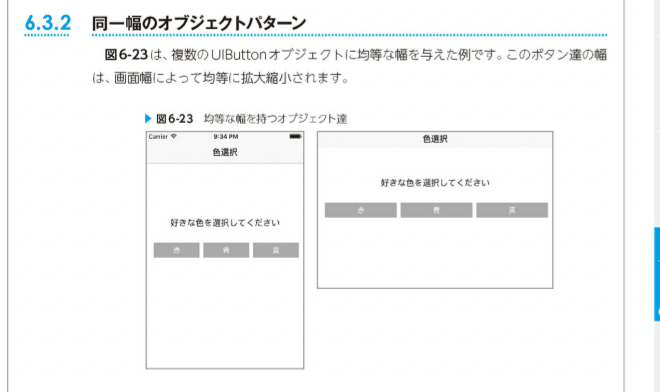 6.3.2 同一幅のオブジェクトパターン
図6-23は、複数のUIButtonオブジェクトに均等な幅を与えた例です。このボタン達の幅
は、画面幅によって均等に拡大縮小されます。
▶ 図6-23 均等な幅を持つオブジェクト達
Carrier 9:34 PM
色選択
好きな色を選択してください
赤 青 黄
色選択
好きな色を選択してください
赤 青 黄